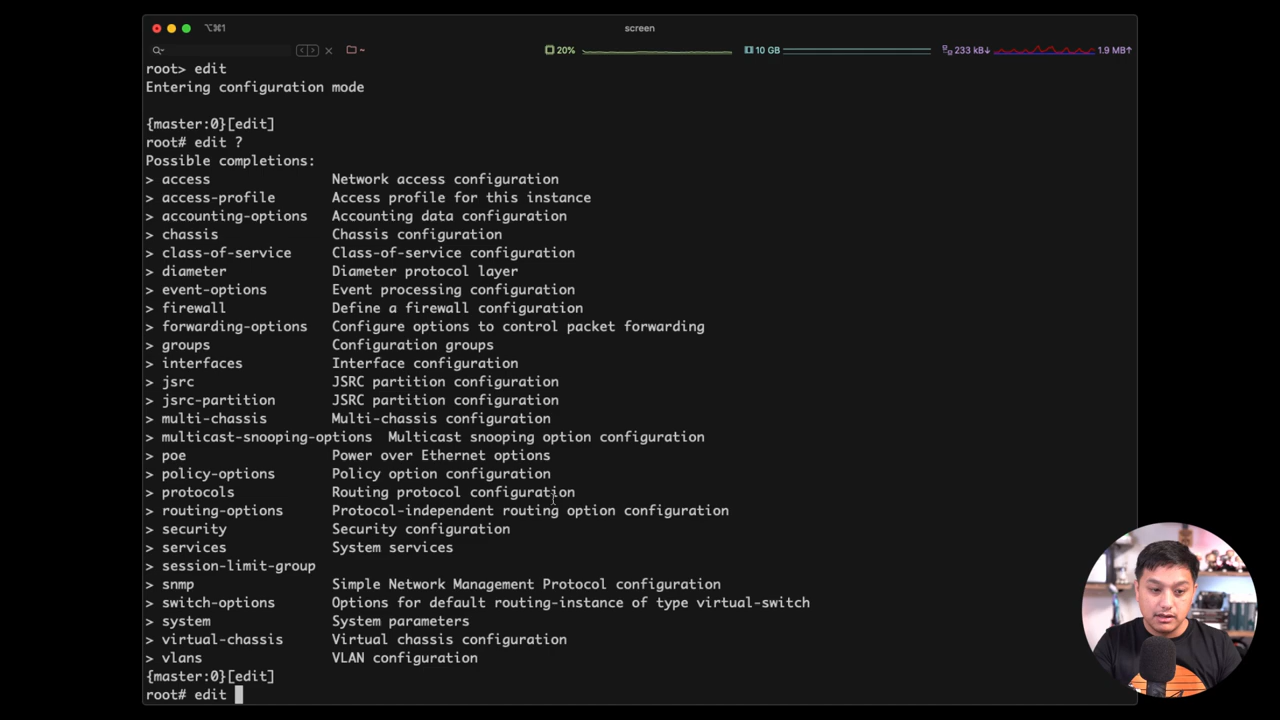 ⌥⌘1
screen
20%
10 GB
233 kB↓
1.9 MB↑
~
root> edit
Entering configuration mode
{master:0}[edit]
root# edit ?
Possible completions:
> access Network access configuration
> access-profile Access profile for this instance
> accounting-options Accounting data configuration
> chassis Chassis configuration
> class-of-service Class-of-service configuration
> diameter Diameter protocol layer
> event-options Event processing configuration
> firewall Define a firewall configuration
> forwarding-options Configure options to control packet forwarding
> groups Configuration groups
> interfaces Interface configuration
> jsrc JSRC partition configuration
> jsrc-partition JSRC partition configuration
> multi-chassis Multi-chassis configuration
> multicast-snooping-options Multicast snooping option configuration
> poe Power over Ethernet options
> policy-options Policy option configuration
> protocols Routing protocol configuration
> routing-options Protocol-independent routing option configuration
> security Security configuration
> services System services
> session-limit-group
> snmp Simple Network Management Protocol configuration
> switch-options Options for default routing-instance of type virtual-switch
> system System parameters
> virtual-chassis Virtual chassis configuration
> vlans VLAN configuration
{master:0}[edit]
root# edit